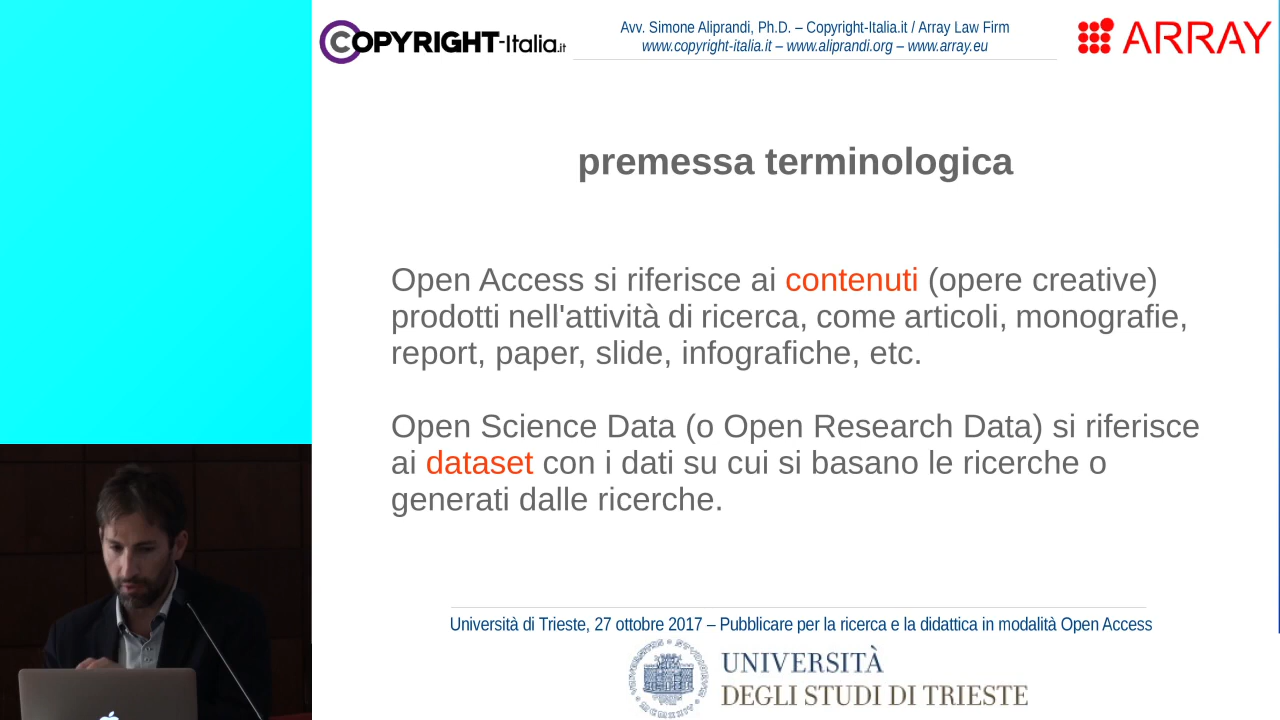 COPYRIGHT-Italia.it
Avv. Simone Aliprandi, Ph.D. – Copyright-Italia.it / Array Law Firm
www.copyright-italia.it – www.aliprandi.org – www.array.eu
ARRAY
premessa terminologica
Open Access si riferisce ai contenuti (opere creative)
prodotti nell'attività di ricerca, come articoli, monografie,
report, paper, slide, infografiche, etc.
Open Science Data (o Open Research Data) si riferisce
ai dataset con i dati su cui si basano le ricerche o
generati dalle ricerche.
Università di Trieste, 27 ottobre 2017 – Pubblicare per la ricerca e la didattica in modalità Open Access
UNIVERSITÀ
DEGLI STUDI DI TRIESTE